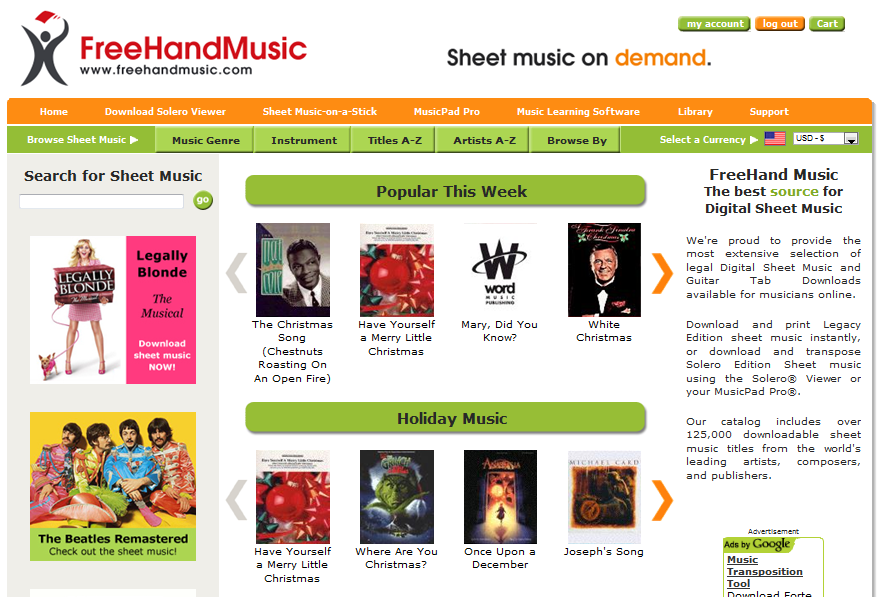 my account
log out
Cart
FreeHandMusic
www.freehandmusic.com
Sheet music on demand.
Home
Download Solero Viewer
Sheet Music-on-a-Stick
MusicPad Pro
Music Learning Software
Library
Support
Browse Sheet Music
Music Genre
Instrument
Titles A-Z
Artists A-Z
Browse By
Select a Currency
USD - $
Search for Sheet Music
go
LEGALLY
BLONDE
Legally
Blonde
The
Musical
Download
sheet music
NOW!
The Beatles Remastered
Check out the sheet music!
Popular This Week
word
MUSIC
PUBLISHING
Frank Sinatra
Christmas
The Christmas
Song
(Chestnuts
Roasting On
An Open Fire)
Have Yourself
a Merry Little
Christmas
Mary, Did You
Know?
White
Christmas
Holiday Music
GRINCH
ANASTASIA
MICHAEL CARD
Have Yourself
a Merry Little
Christmas
Where Are You
Christmas?
Once Upon a
December
Joseph's Song
FreeHand Music
The best source for
Digital Sheet Music
We're proud to provide the
most extensive selection of
legal Digital Sheet Music and
Guitar Tab Downloads
available for musicians online.
Download and print Legacy
Edition sheet music instantly,
or download and transpose
Solero Edition Sheet music
using the Solero® Viewer or
your MusicPad Pro®.
Our catalog includes over
125,000 downloadable sheet
music titles from the world's
leading artists, composers,
and publishers.
Advertisement
Ads by Google
Music
Transposition
Tool
Download Forte